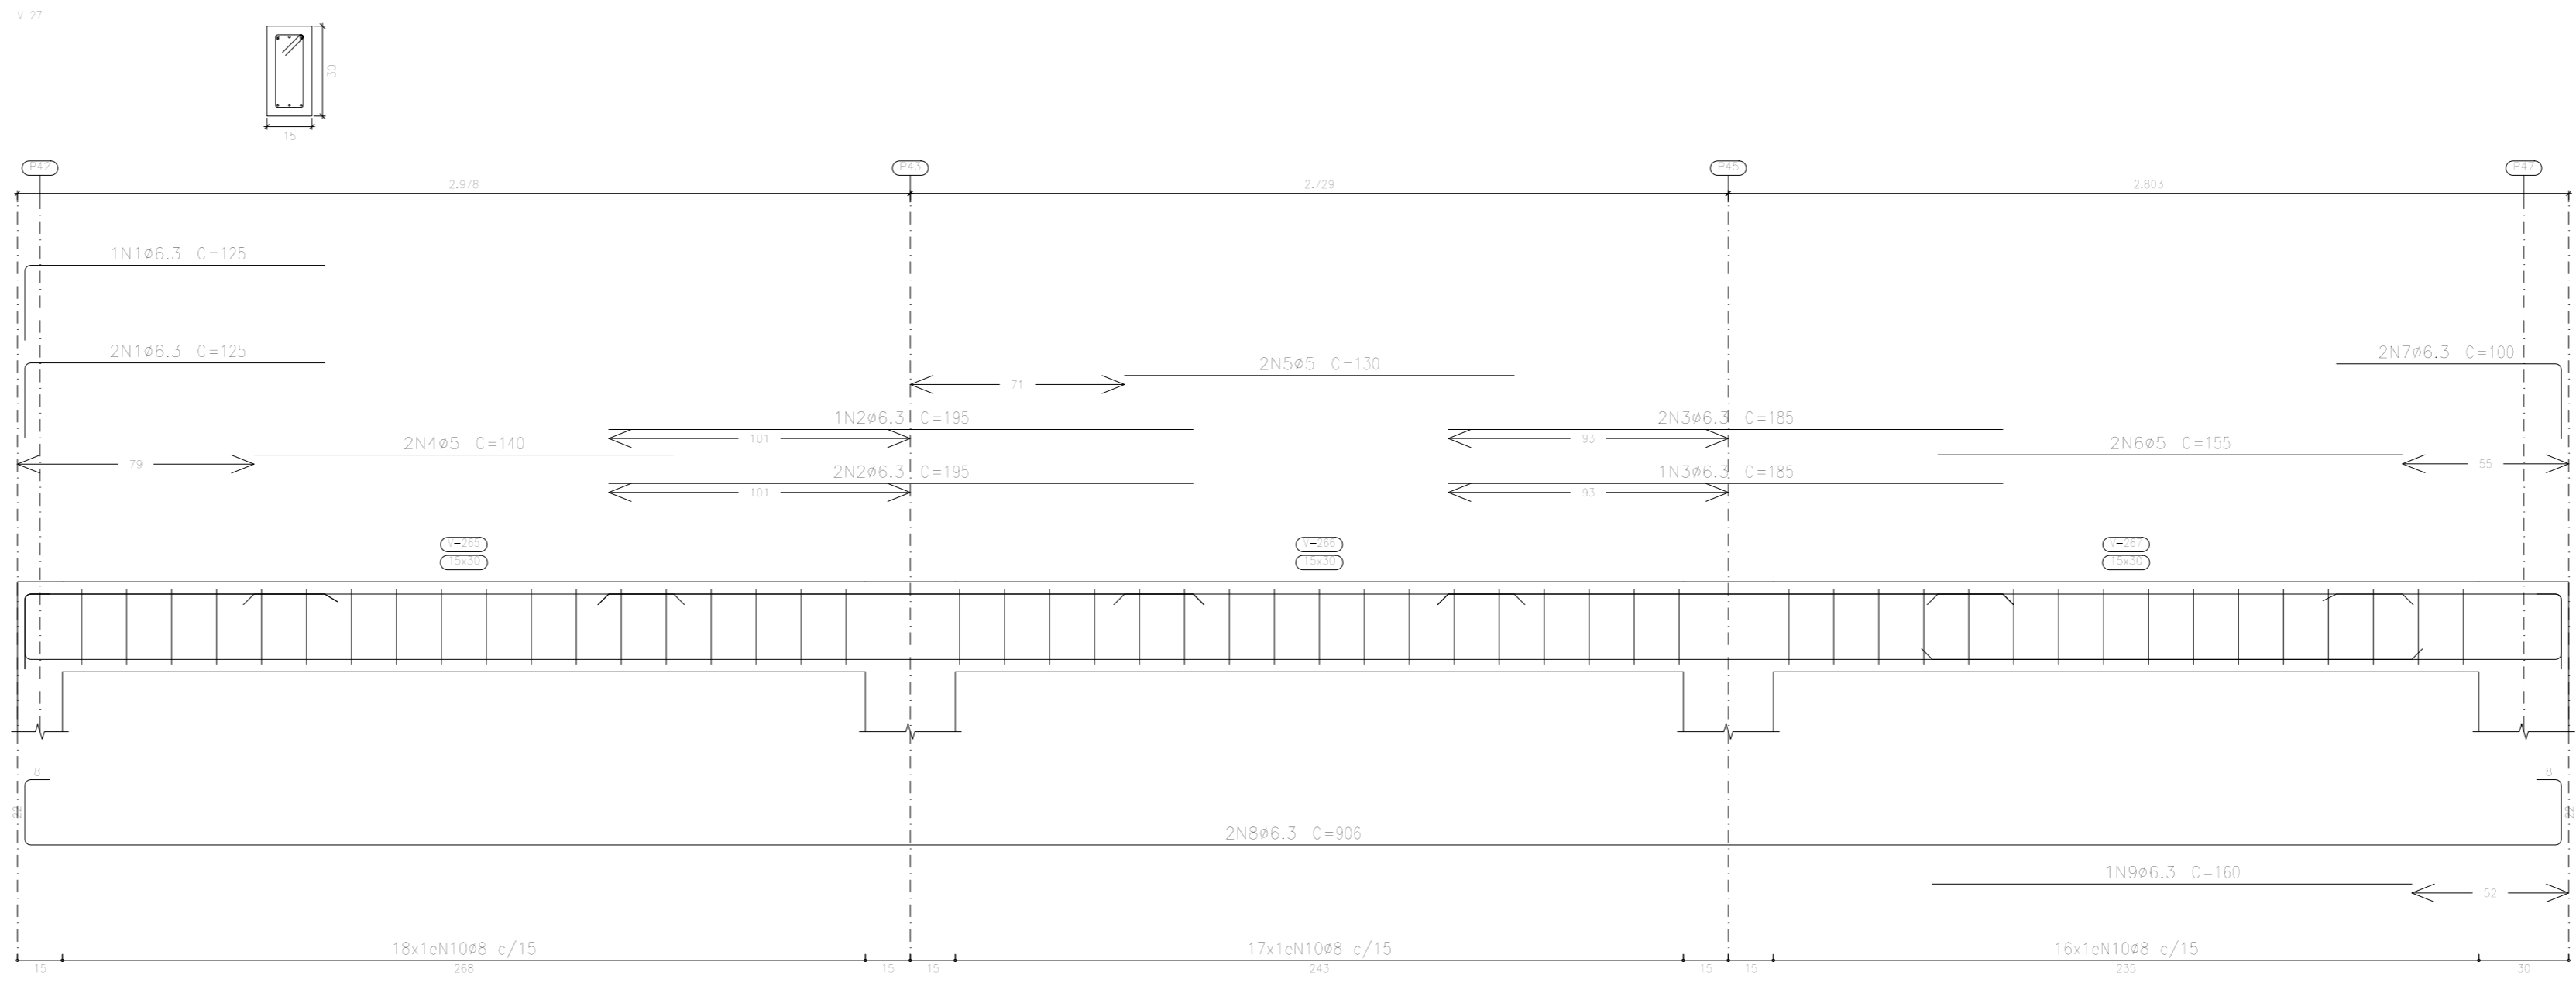 V 27
30
15
P42
P43
P45
P47
2.978
2.729
2.803
1N1ø6.3 C=125
2N1ø6.3 C=125
2N5ø5 C=130
2N7ø6.3 C=100
71
1N2ø6.3 C=195
2N3ø6.3 C=185
101
93
2N4ø5 C=140
2N6ø5 C=155
79
55
2N2ø6.3 C=195
1N3ø6.3 C=185
101
93
V-265
V-266
V-267
15x30
15x30
15x30
8
8
22
22
2N8ø6.3 C=906
1N9ø6.3 C=160
52
18x1eN10ø8 c/15
17x1eN10ø8 c/15
16x1eN10ø8 c/15
15
268
15
15
243
15
15
235
30